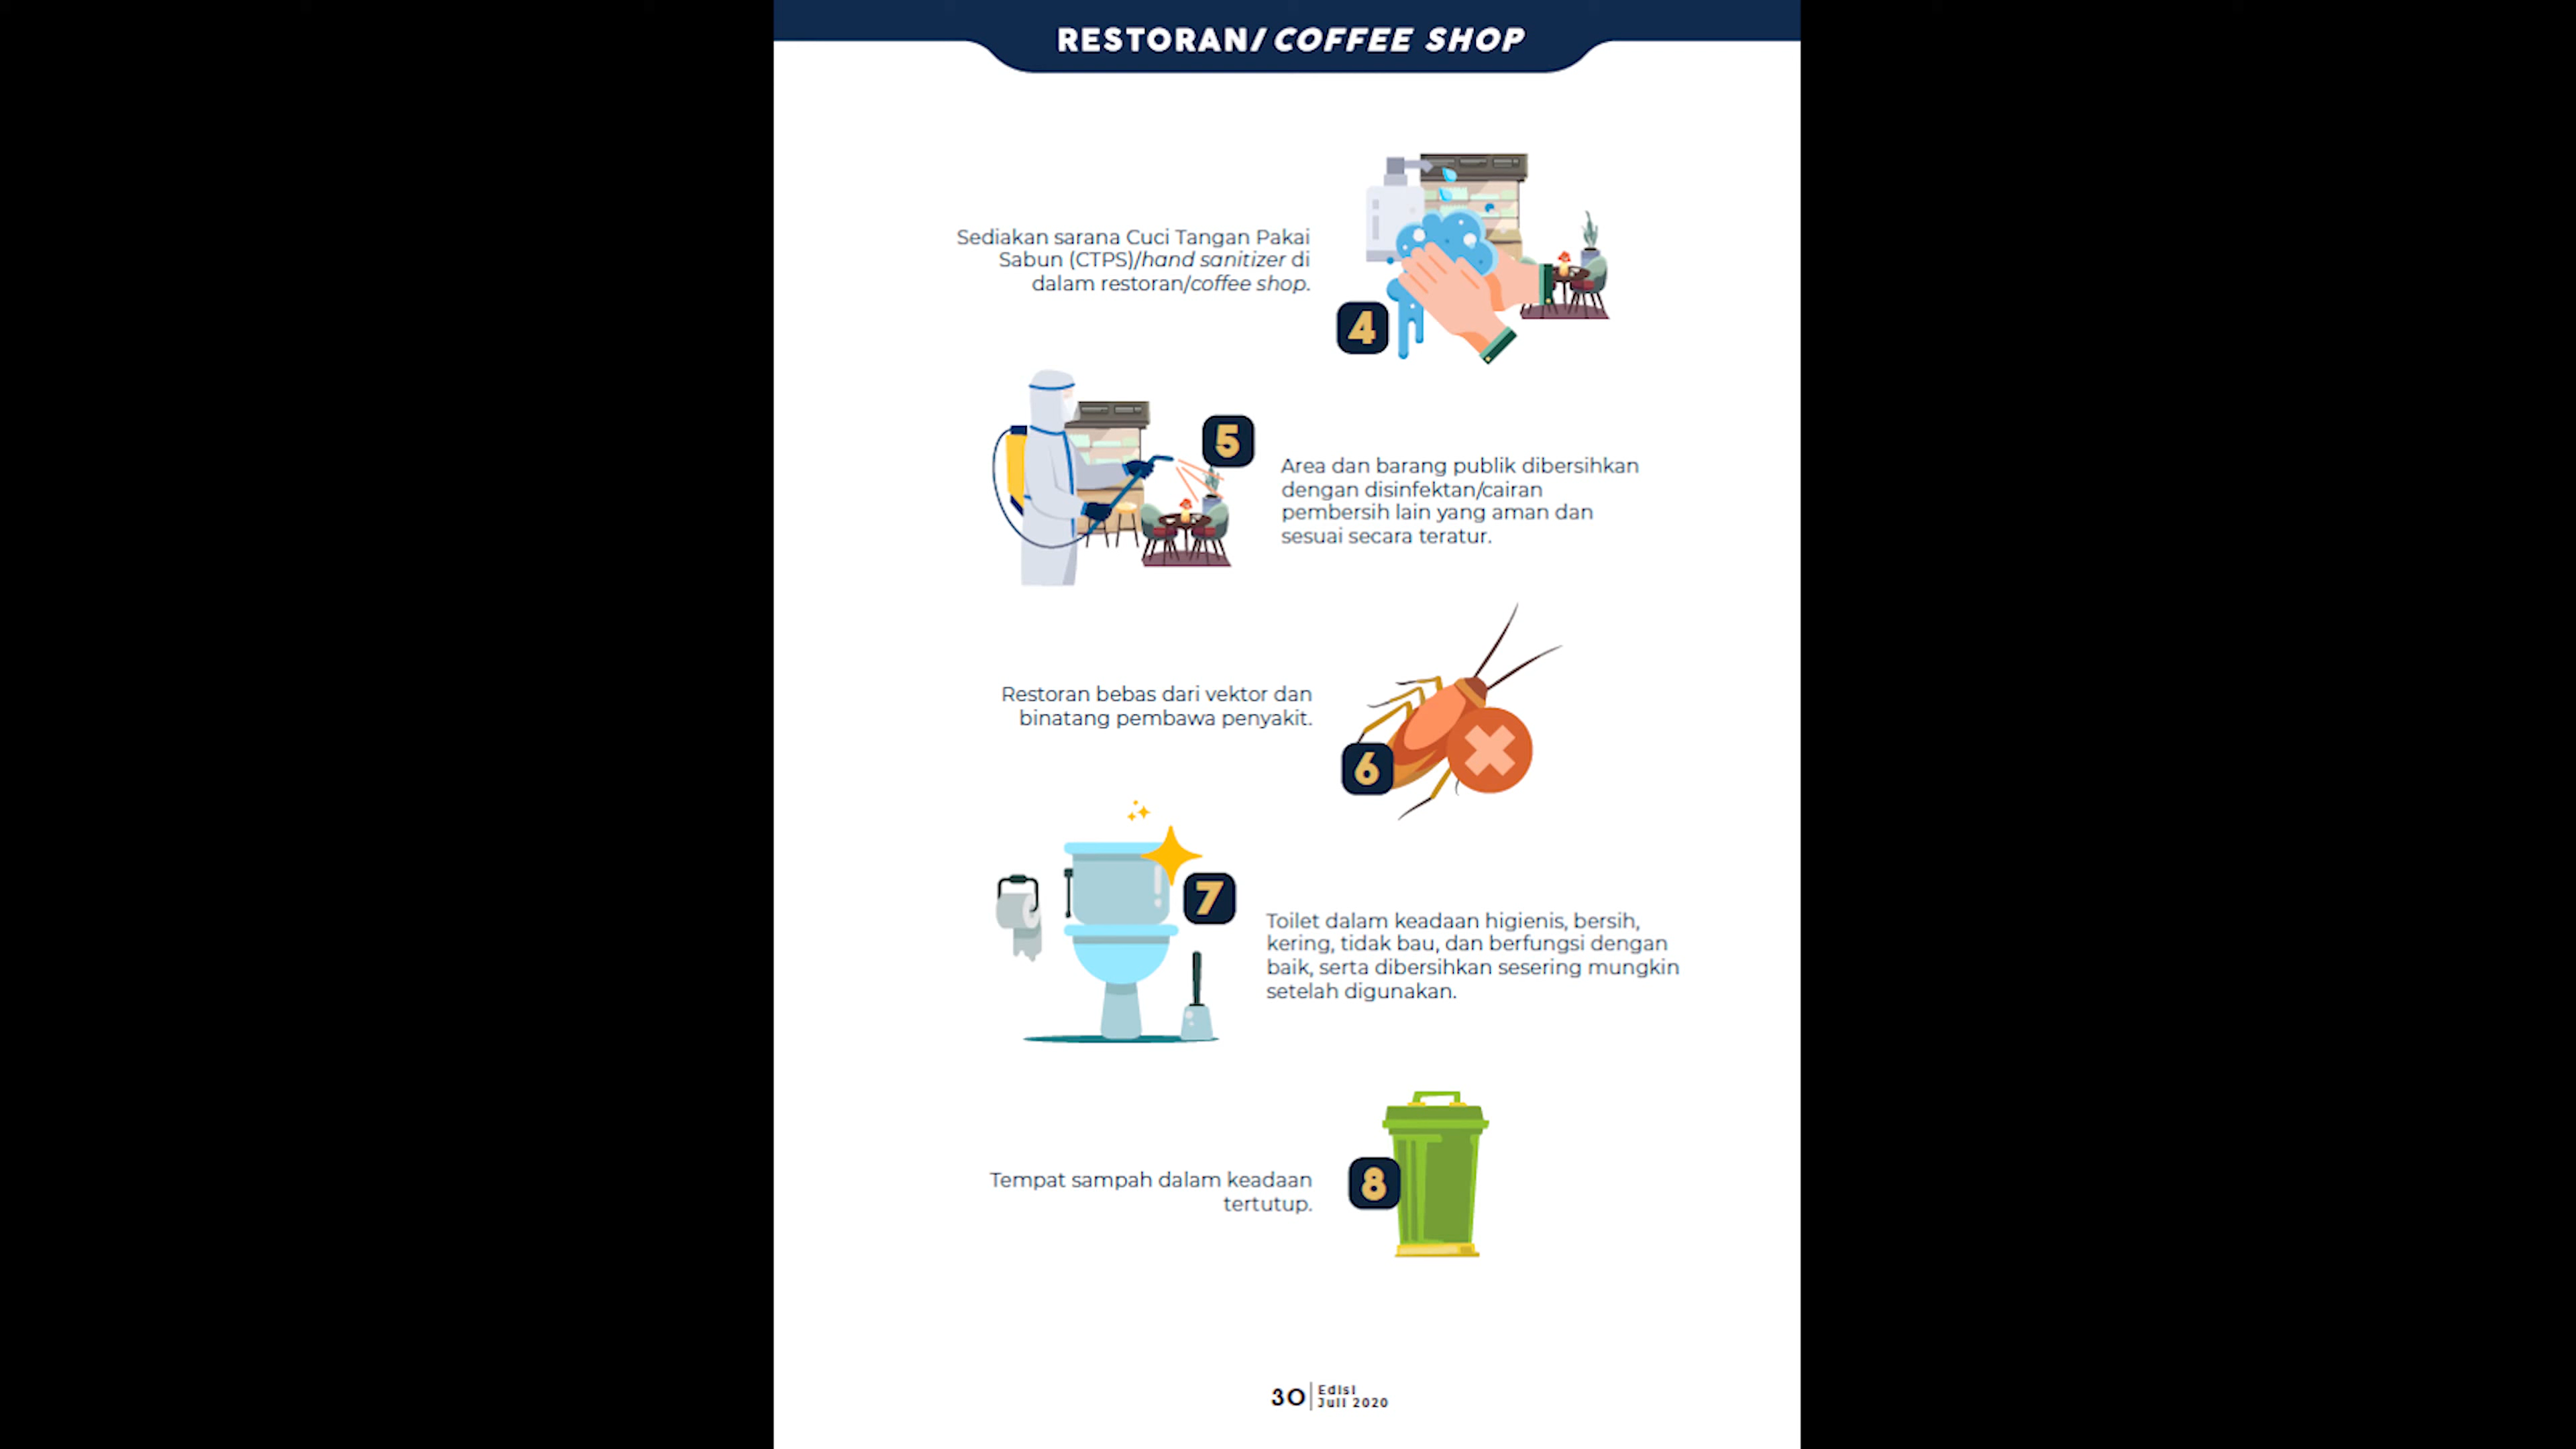 RESTORAN/COFFEE SHOP
Sediakan sarana Cuci Tangan Pakai
Sabun (CTPS)/hand sanitizer di
dalam restoran/coffee shop.
4
5
Area dan barang publik dibersihkan
dengan disinfektan/cairan
pembersih lain yang aman dan
sesuai secara teratur.
Restoran bebas dari vektor dan
binatang pembawa penyakit.
6
7
Toilet dalam keadaan higienis, bersih,
kering, tidak bau, dan berfungsi dengan
baik, serta dibersihkan sesering mungkin
setelah digunakan.
Tempat sampah dalam keadaan
tertutup.
8
30
Edisi
Juli 2020